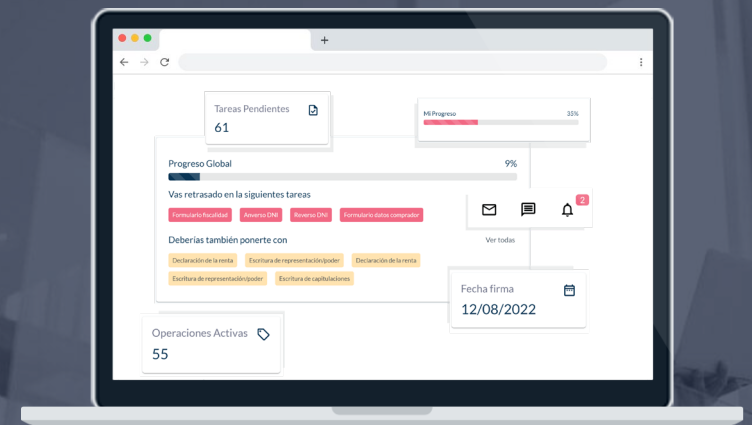 Tareas Pendientes
61
Mi Progreso 35%
Progreso Global 9%
Vas retrasado en la siguientes tareas
Formulario fiscalidad Anverso DNI Reverso DNI Formulario datos comprador
2
Deberías también ponerte con
Ver todas
Declaración de la renta Escritura de representación/poder Declaración de la renta
Escritura de representación/poder Escritura de capitulaciones
Fecha firma
12/08/2022
Operaciones Activas
55